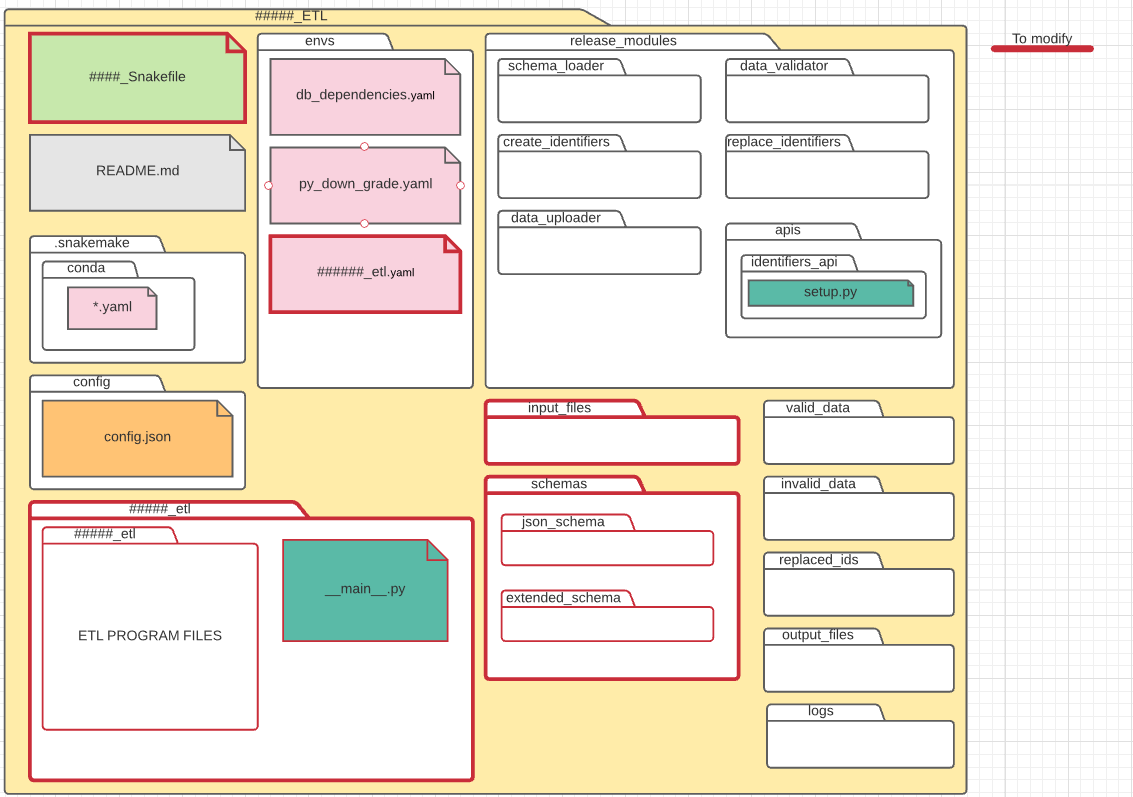 #####_ETL
To modify
####_Snakefile
README.md
.snakemake
conda
*.yaml
config
config.json
envs
db_dependencies.yaml
py_down_grade.yaml
######_etl.yaml
release_modules
schema_loader
data_validator
create_identifiers
replace_identifiers
data_uploader
apis
identifiers_api
setup.py
#####_etl
#####_etl
ETL PROGRAM FILES
__main__.py
input_files
schemas
json_schema
extended_schema
valid_data
invalid_data
replaced_ids
output_files
logs